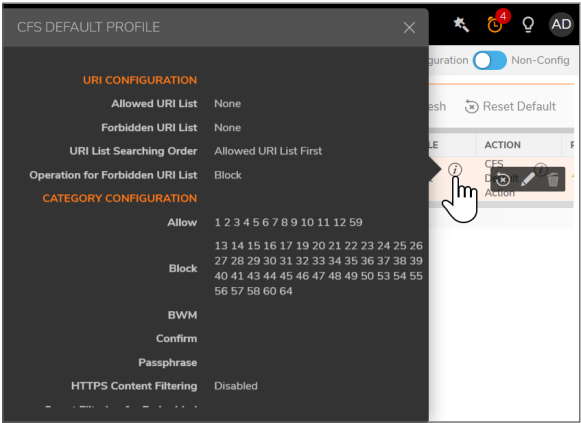 CFS DEFAULT PROFILE
4
AD
guration
Non-Config
esh
Reset Default
LE
ACTION
CFS
Action
URI CONFIGURATION
Allowed URI List None
Forbidden URI List None
URI List Searching Order Allowed URI List First
Operation for Forbidden URI List Block
CATEGORY CONFIGURATION
Allow 1 2 3 4 5 6 7 8 9 10 11 12 59
Block 13 14 15 16 17 19 20 21 22 23 24 25 26
27 28 29 30 31 32 33 34 35 36 37 38 39
40 41 43 44 45 46 47 48 49 50 53 54 55
56 57 58 60 64
BWM
Confirm
Passphrase
HTTPS Content Filtering Disabled